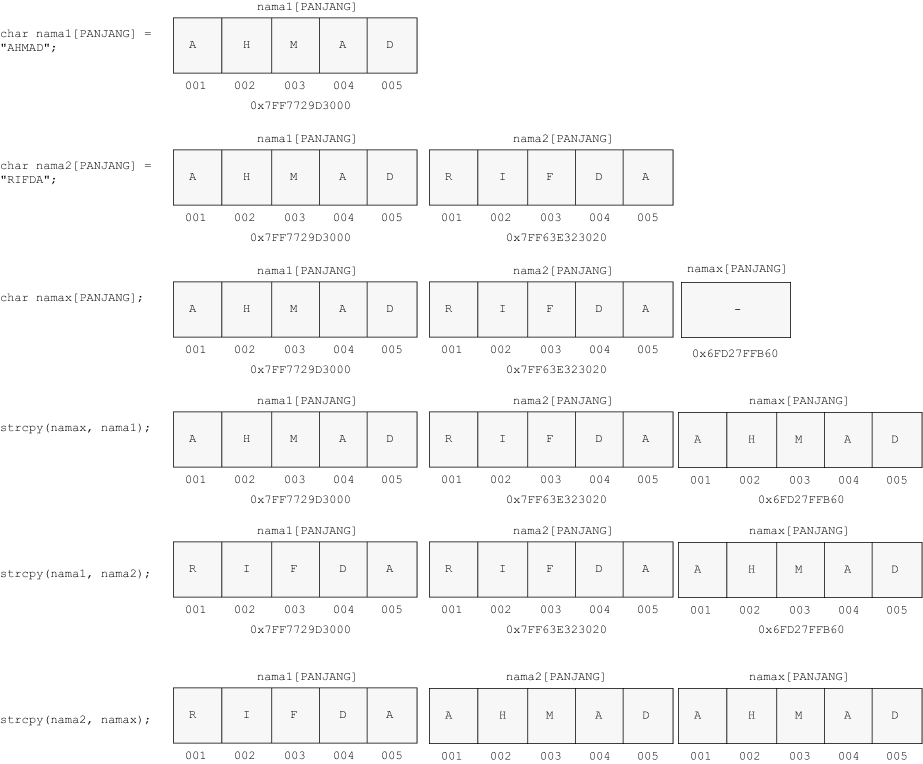 nama1[PANJANG]
char nama1[PANJANG] =
"AHMAD";
A H M A D
001 002 003 004 005
0x7FF7729D3000
nama1[PANJANG] nama2[PANJANG]
char nama2[PANJANG] =
"RIFDA";
A H M A D R I F D A
001 002 003 004 005 001 002 003 004 005
0x7FF7729D3000 0x7FF63E323020
nama1[PANJANG] nama2[PANJANG] namax[PANJANG]
char namax[PANJANG];
A H M A D R I F D A -
001 002 003 004 005 001 002 003 004 005
0x7FF7729D3000 0x7FF63E323020 0x6FD27FFB60
nama1[PANJANG] nama2[PANJANG] namax[PANJANG]
strcpy(namax, nama1);
A H M A D R I F D A A H M A D
001 002 003 004 005 001 002 003 004 005 001 002 003 004 005
0x7FF7729D3000 0x7FF63E323020 0x6FD27FFB60
nama1[PANJANG] nama2[PANJANG] namax[PANJANG]
strcpy(nama1, nama2);
R I F D A R I F D A A H M A D
001 002 003 004 005 001 002 003 004 005 001 002 003 004 005
0x7FF7729D3000 0x7FF63E323020 0x6FD27FFB60
nama1[PANJANG] nama2[PANJANG] namax[PANJANG]
strcpy(nama2, namax);
R I F D A A H M A D A H M A D
001 002 003 004 005 001 002 003 004 005 001 002 003 004 005